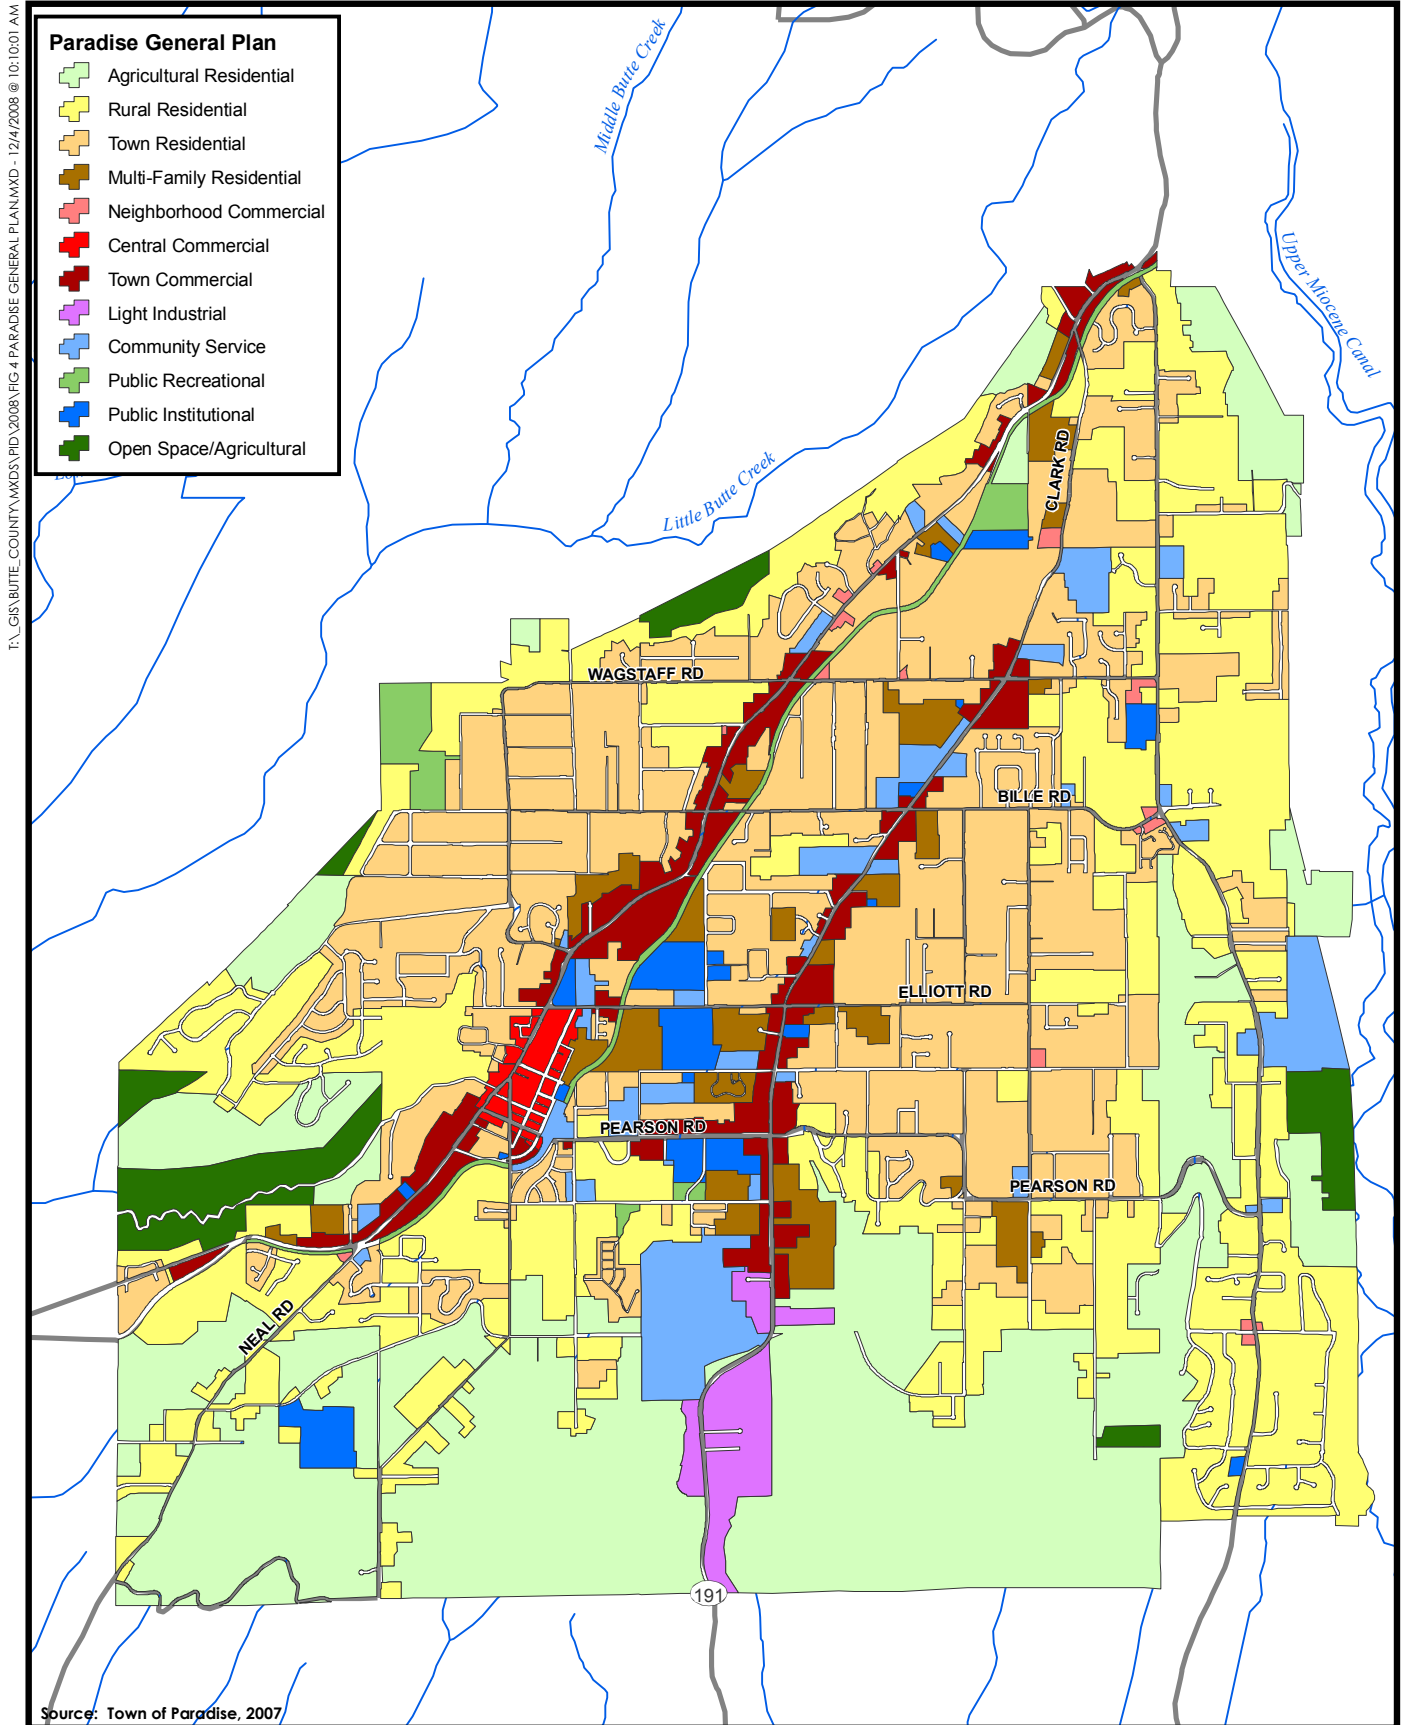 T:\_GIS\BUTTE_COUNTY\MXDS\PID\2008\FIG 4 PARADISE GENERAL PLAN.MXD - 12/4/2008 @ 10:10:01 AM
Paradise General Plan
Agricultural Residential
Rural Residential
Town Residential
Multi-Family Residential
Neighborhood Commercial
Central Commercial
Town Commercial
Light Industrial
Community Service
Public Recreational
Public Institutional
Open Space/Agricultural
Middle Butte Creek
Upper Miocene Canal
Little Butte Creek
CLARK RD
WAGSTAFF RD
BILLE RD
ELLIOTT RD
PEARSON RD
PEARSON RD
NEAL RD
191
Source: Town of Paradise, 2007